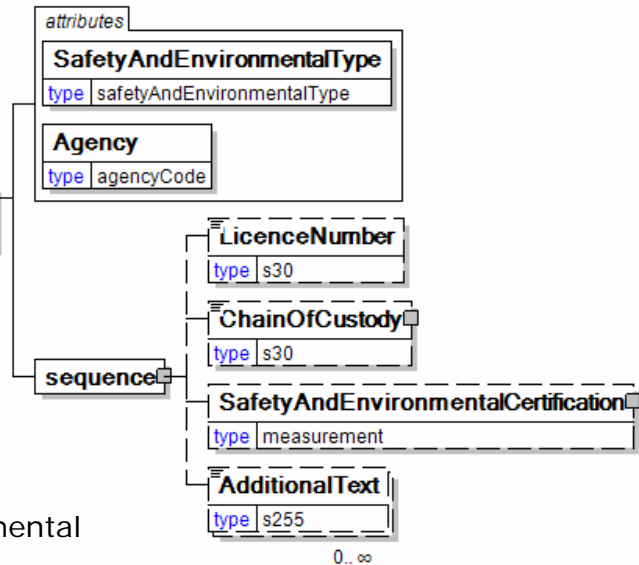 attributes
SafetyAndEnvironmentalType
type safetyAndEnvironmentalType
Agency
type agencyCode
LicenceNumber
type s30
ChainOfCustody
type s30
sequence
SafetyAndEnvironmentalCertification
type measurement
AdditionalText
type s255
0.. ∞